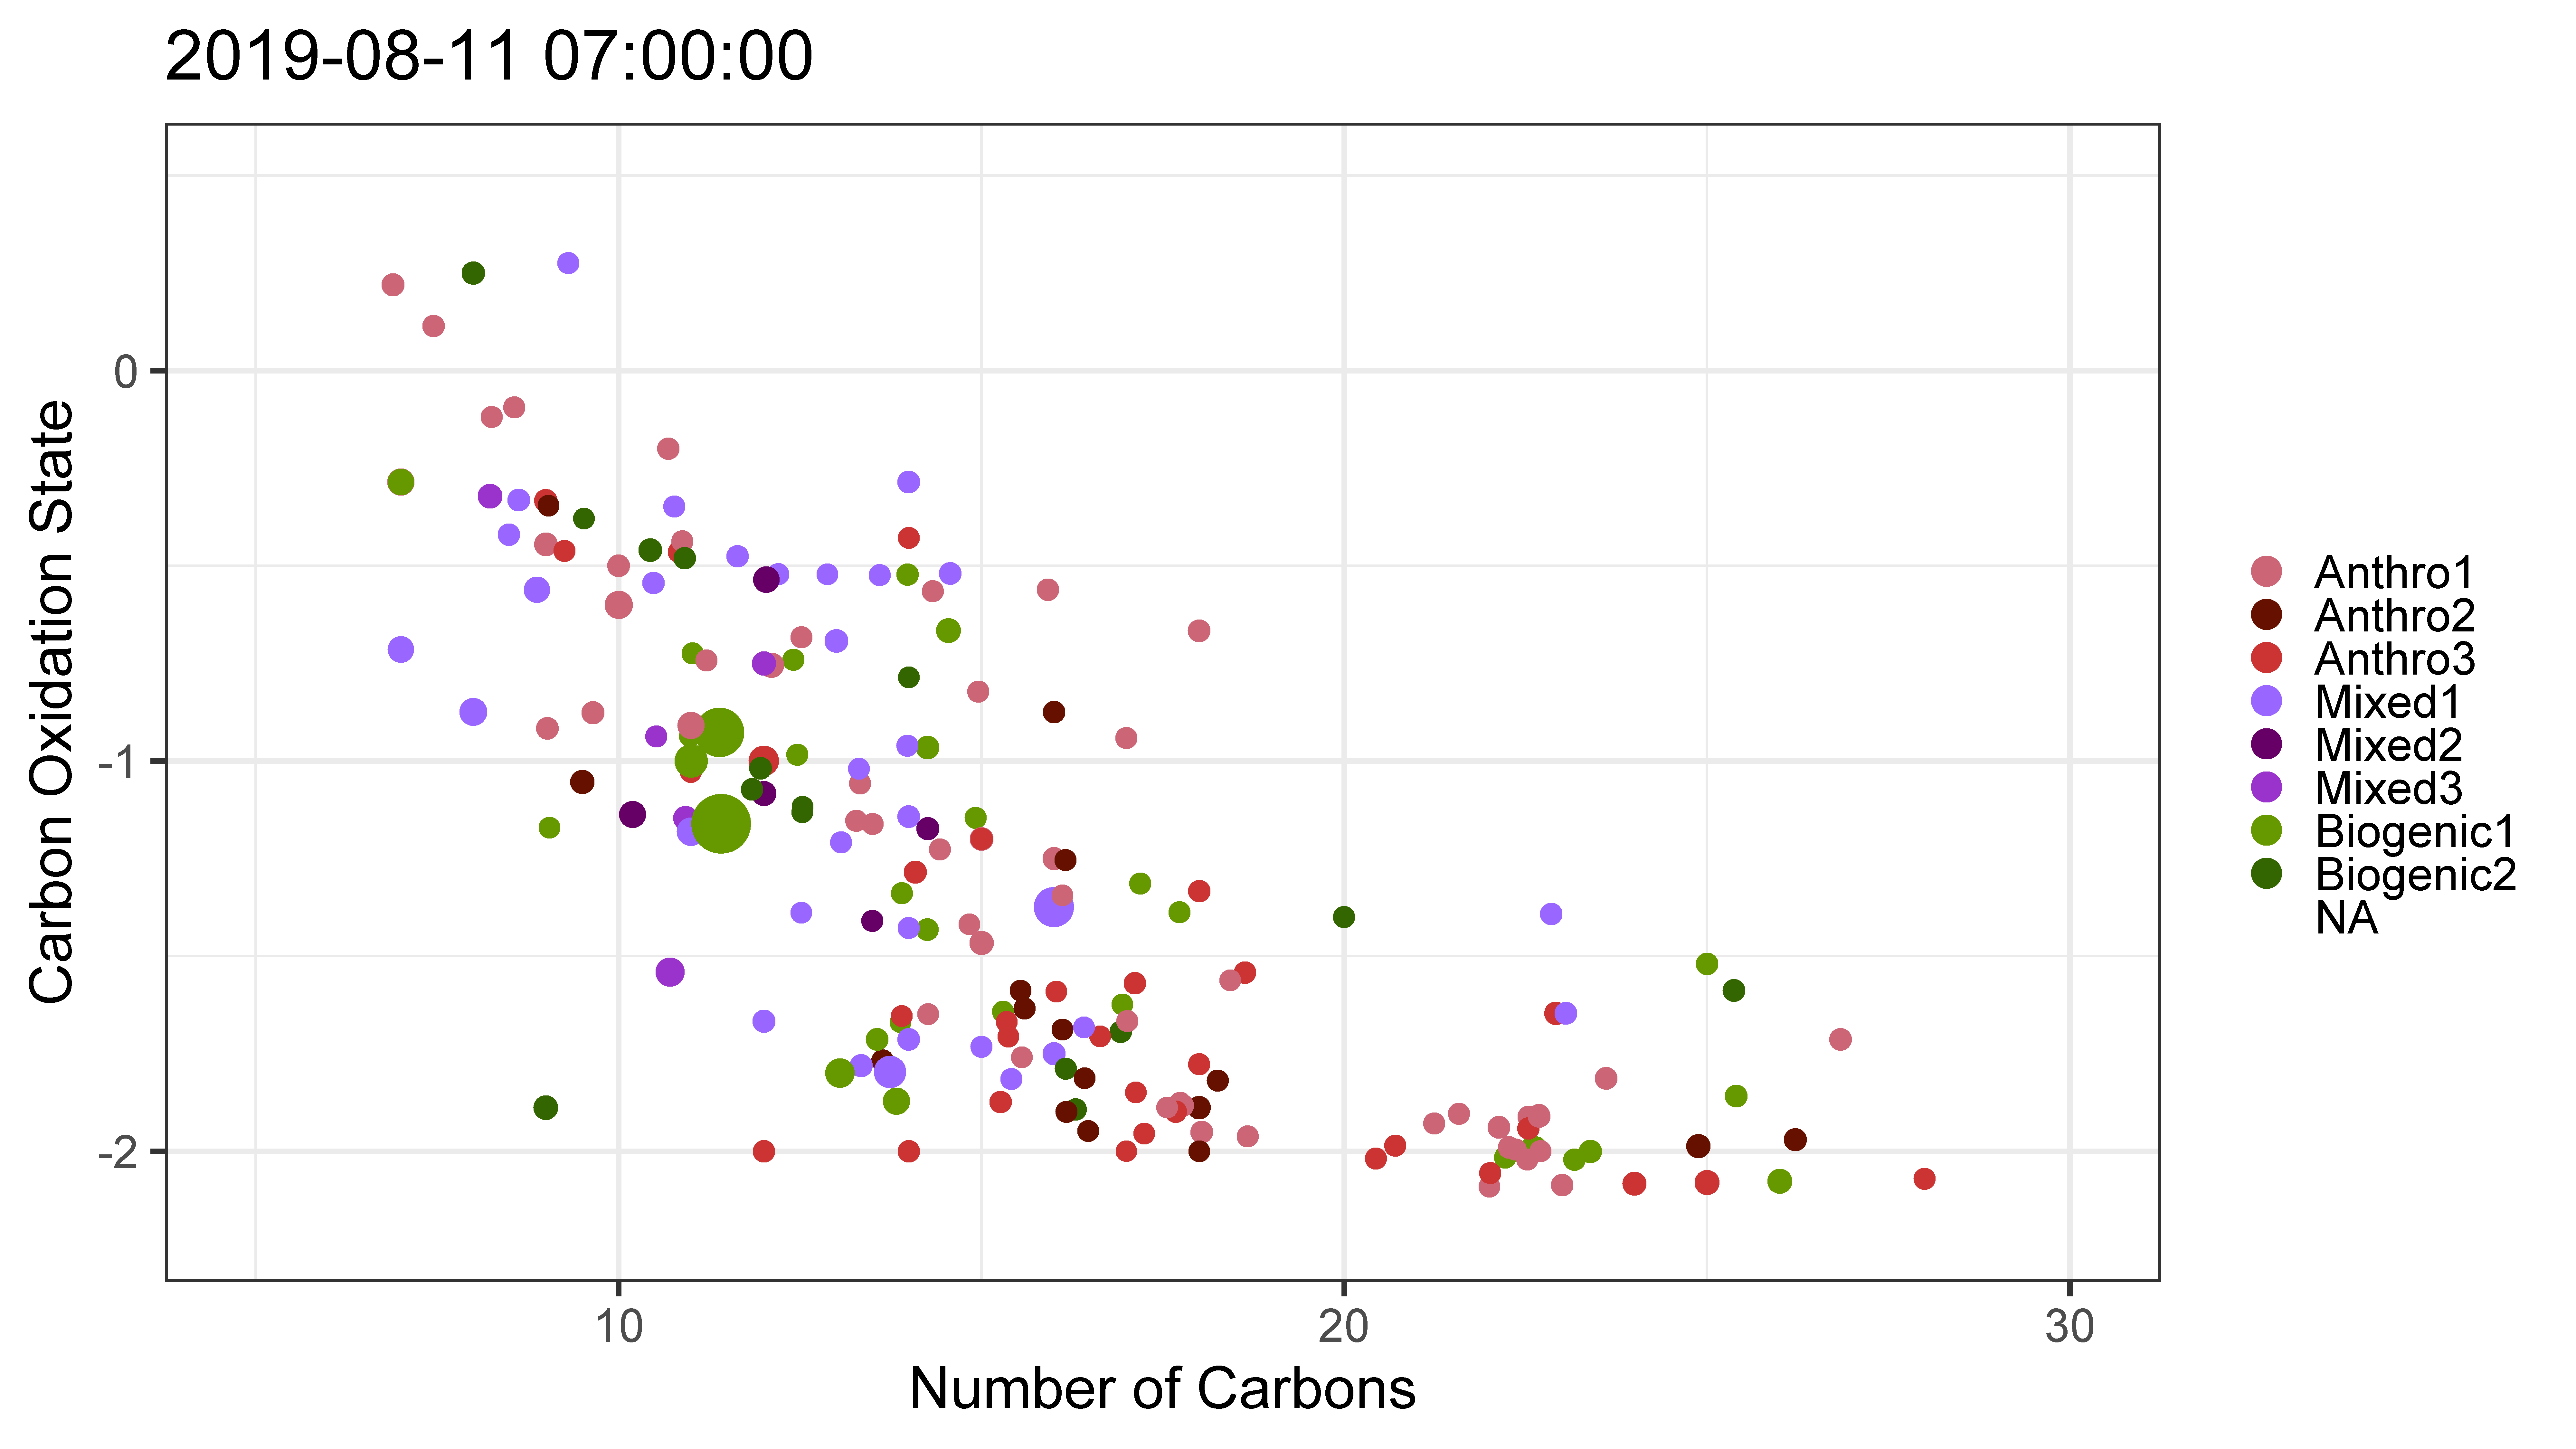 2019-08-11 07:00:00
Carbon Oxidation State
0
-1
-2
10
20
30
Number of Carbons
Anthro1
Anthro2
Anthro3
Mixed1
Mixed2
Mixed3
Biogenic1
Biogenic2
NA